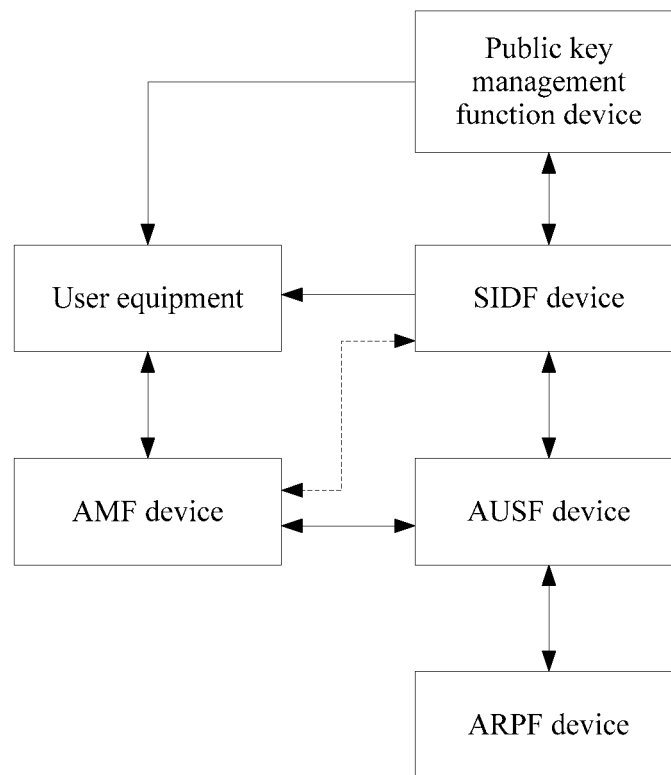 Public key
management
function device
User equipment
SIDF device
AMF device
AUSF device
ARPF device